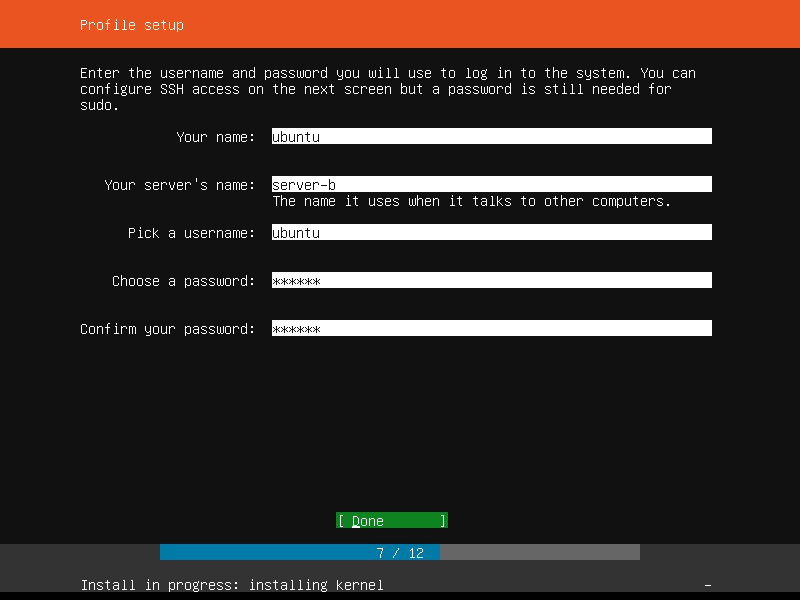 Profile setup
Enter the username and password you will use to log in to the system. You can
configure SSH access on the next screen but a password is still needed for
sudo.
Your name: ubuntu
Your server's name: server-b
The name it uses when it talks to other computers.
Pick a username: ubuntu
Choose a password: ******
Confirm your password: ******
[ Done ]
7 / 12
Install in progress: installing kernel –